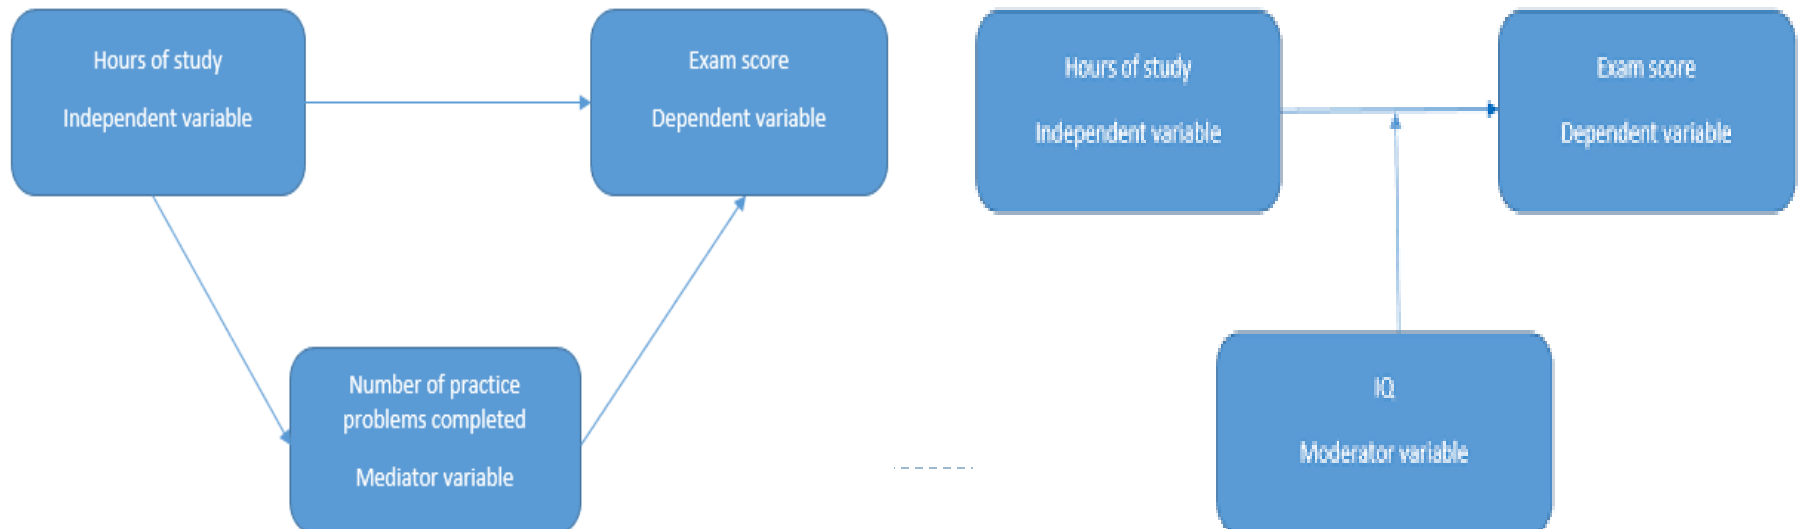 Hours of study
Independent variable
Exam score
Dependent variable
Number of practice
problems completed
Mediator variable
Hours of study
Independent variable
Exam score
Dependent variable
IQ
Moderator variable